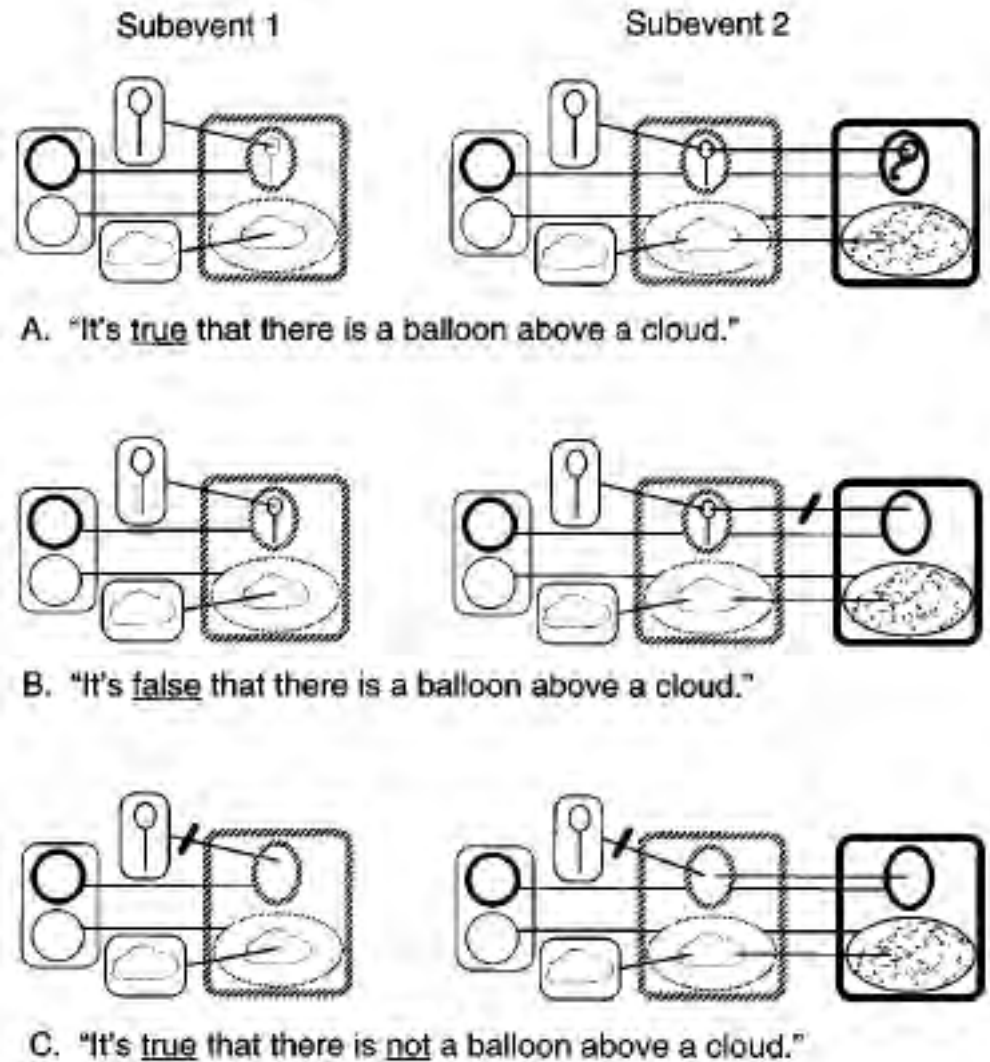 Subevent 1 Subevent 2
A. "It's true that there is a balloon above a cloud."
B. "It's false that there is a balloon above a cloud."
C. "It's true that there is not a balloon above a cloud."